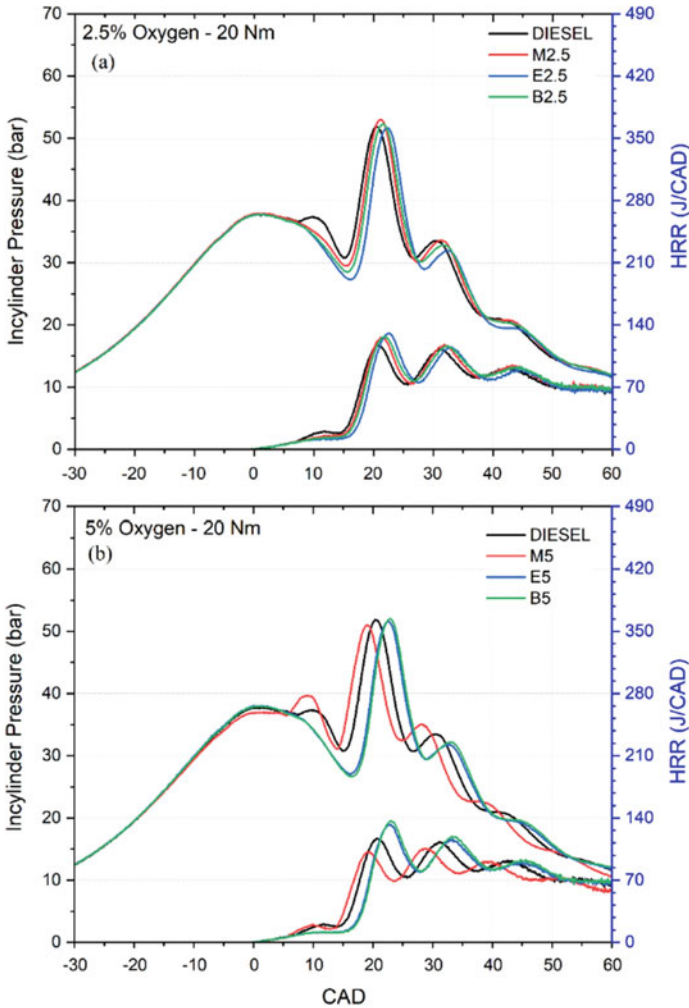 2.5% Oxygen - 20 Nm
(a)
DIESEL
M2.5
E2.5
B2.5
Incylinder Pressure (bar)
HRR (J/CAD)
70
60
50
40
30
20
10
0
490
420
350
280
210
140
70
0
-30 -20 -10 0 10 20 30 40 50 60
5% Oxygen - 20 Nm
(b)
DIESEL
M5
E5
B5
Incylinder Pressure (bar)
HRR (J/CAD)
70
60
50
40
30
20
10
0
490
420
350
280
210
140
70
0
-30 -20 -10 0 10 20 30 40 50 60
CAD